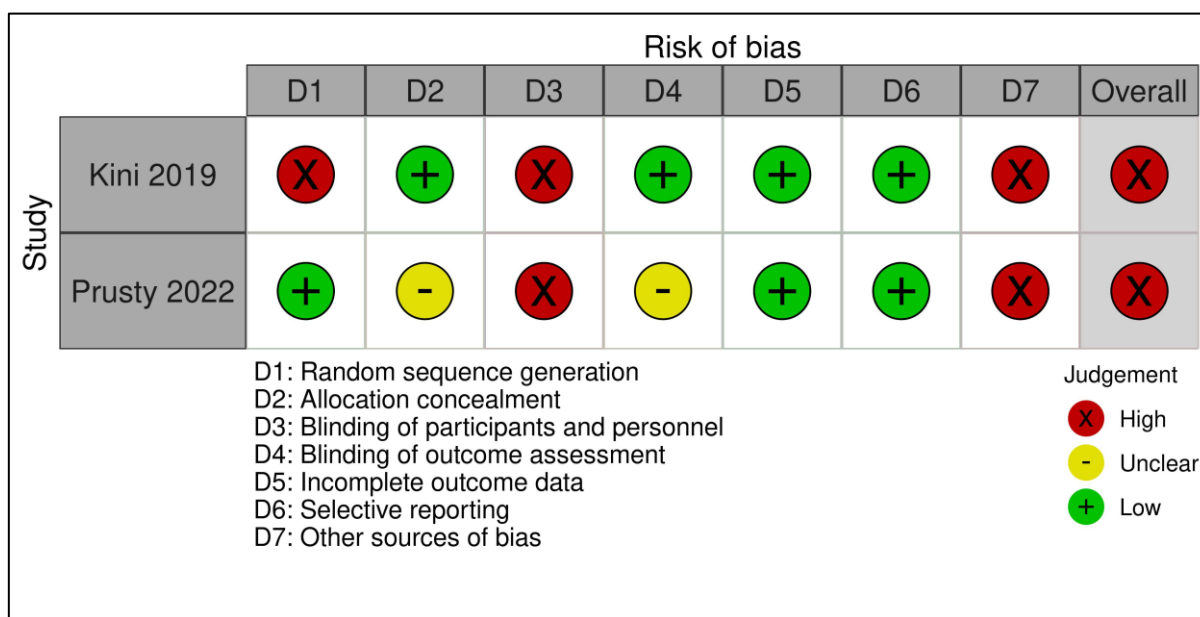 Risk of bias
D1 D2 D3 D4 D5 D6 D7 Overall
Study
Kini 2019 X + X + + + X X
Prusty 2022 + - X - + + X X
D1: Random sequence generation
D2: Allocation concealment
D3: Blinding of participants and personnel
D4: Blinding of outcome assessment
D5: Incomplete outcome data
D6: Selective reporting
D7: Other sources of bias
Judgement
X High
- Unclear
+ Low